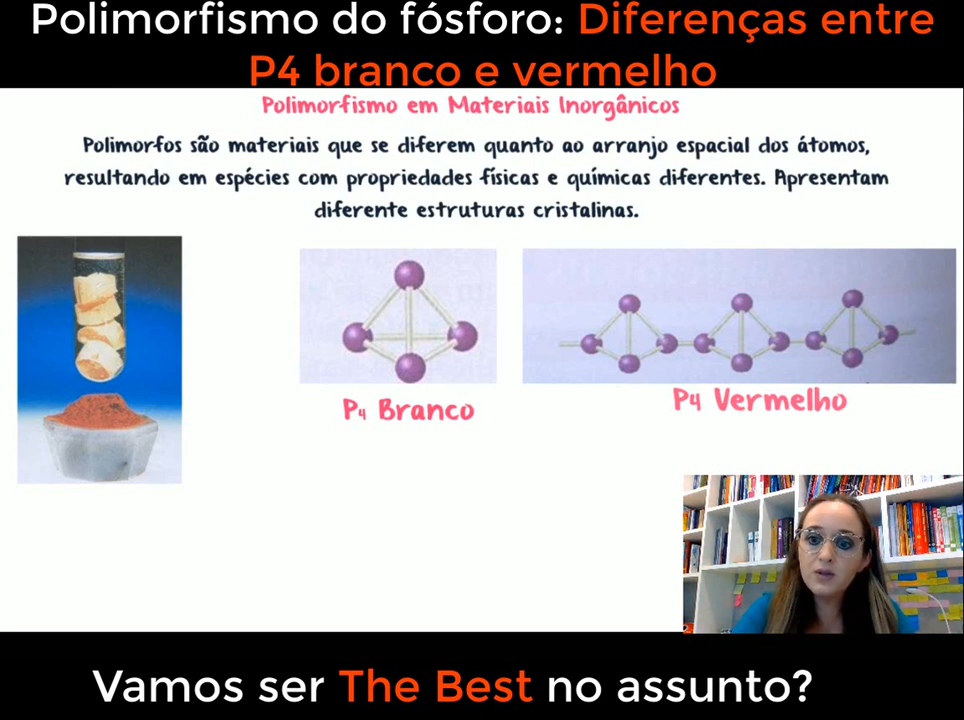 Polimorfismo do fósforo: Diferenças entre
P4 branco e vermelho
Polimorfismo em Materiais Inorgânicos
Polimorfos são materiais que se diferem quanto ao arranjo espacial dos átomos,
resultando em espécies com propriedades físicas e químicas diferentes. Apresentam
diferente estruturas cristalinas.
P₄ Branco
P₄ Vermelho
Vamos ser The Best no assunto?